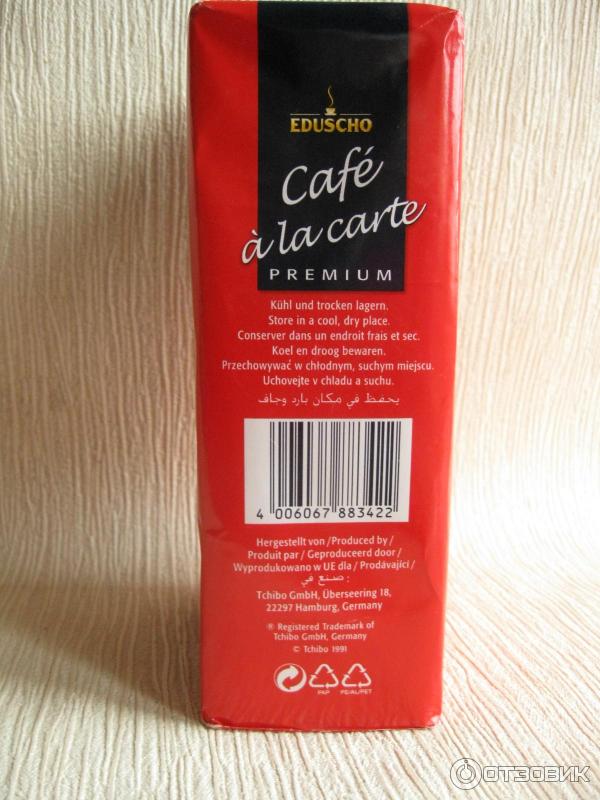 EDUSCHO
Café
à la carte
PREMIUM
Kühl und trocken lagern.
Store in a cool, dry place.
Conserver dans un endroit frais et sec.
Koel en droog bewaren.
Przechowywać w chłodnym, suchym miejscu.
Uchovejte v chladu a suchu.
يحفظ في مكان بارد وجاف
4 006067 883422
Hergestellt von/Produced by/
Produit par/Geproduceerd door/
Wyprodukowano w UE dla/Prodávající/
صنع في :
Tchibo GmbH, Überseering 18,
22297 Hamburg, Germany
® Registered Trademark of
Tchibo GmbH, Germany
© Tchibo 1991
PAP PE/AL/PET
ОТЗОВИК